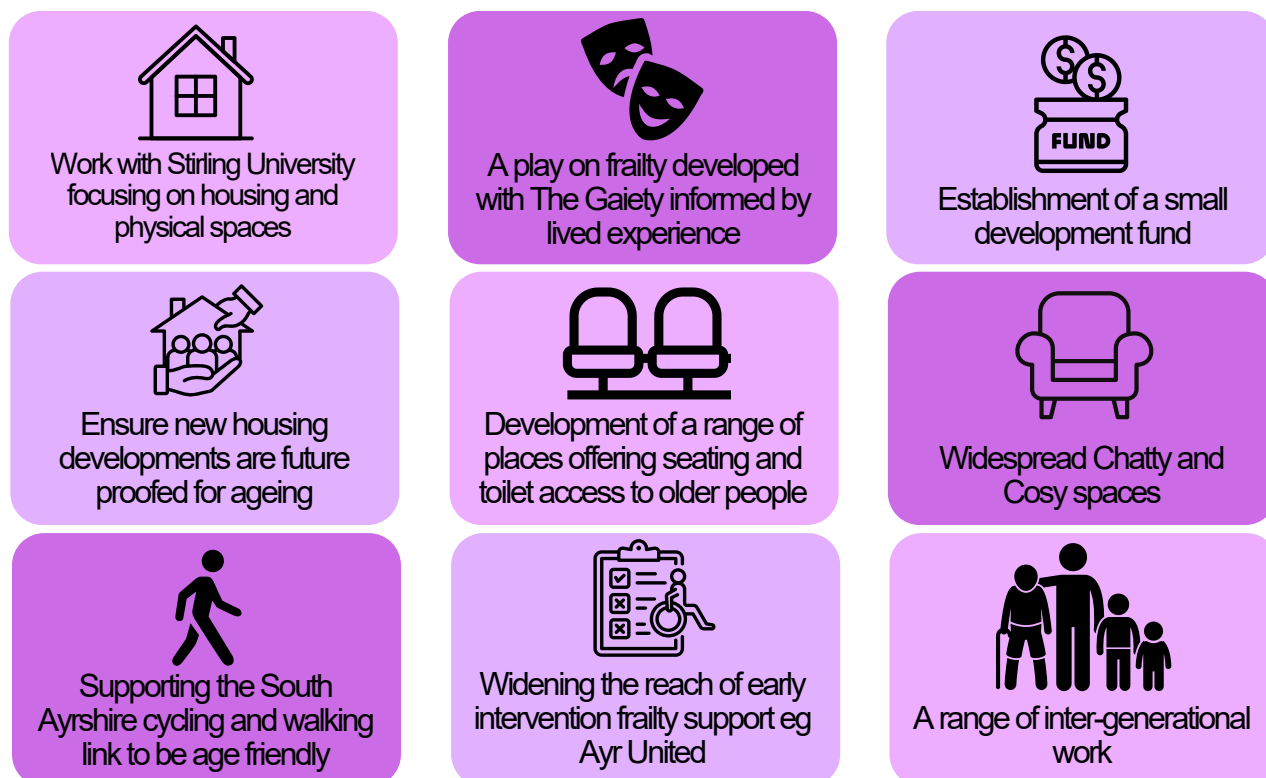 Work with Stirling University
focusing on housing and
physical spaces
A play on frailty developed
with The Gaiety informed by
lived experience
$
$
FUND
Establishment of a small
development fund
Ensure new housing
developments are future
proofed for ageing
Development of a range of
places offering seating and
toilet access to older people
Widespread Chatty and
Cosy spaces
Supporting the South
Ayrshire cycling and walking
link to be age friendly
Widening the reach of early
intervention frailty support eg
Ayr United
A range of inter-generational
work